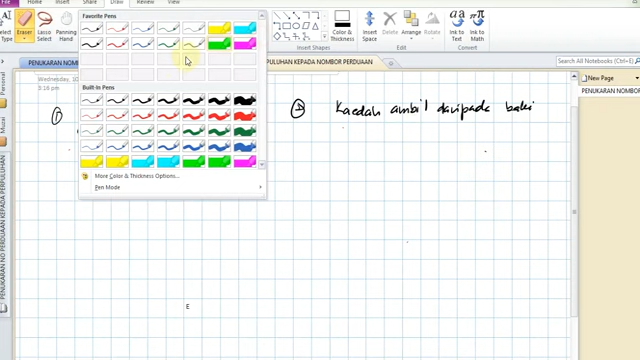 Home Insert Share Draw Review View
Eraser
Select Type
Lasso Select
Panning Hand
Favorite Pens
Built-In Pens
More Color & Thickness Options...
Pen Mode
Insert Shapes
Color & Thickness
Insert Space
Delete
Arrange
Rotate
Ink to Text
Ink to Math
Tools
Convert
PENUKARAN NOMB
PULUHAN KEPADA NOMBOR PERDUAAN
Search All Notebooks (Ctrl+E)
New Page
PENUKARAN NOMBOR
Personal
PENUKARAN NO PERDUAAN KEPADA PERPULUHAN
Wednesday, 10
3:16 pm
①
② Kaedah ambil daripada baki
E